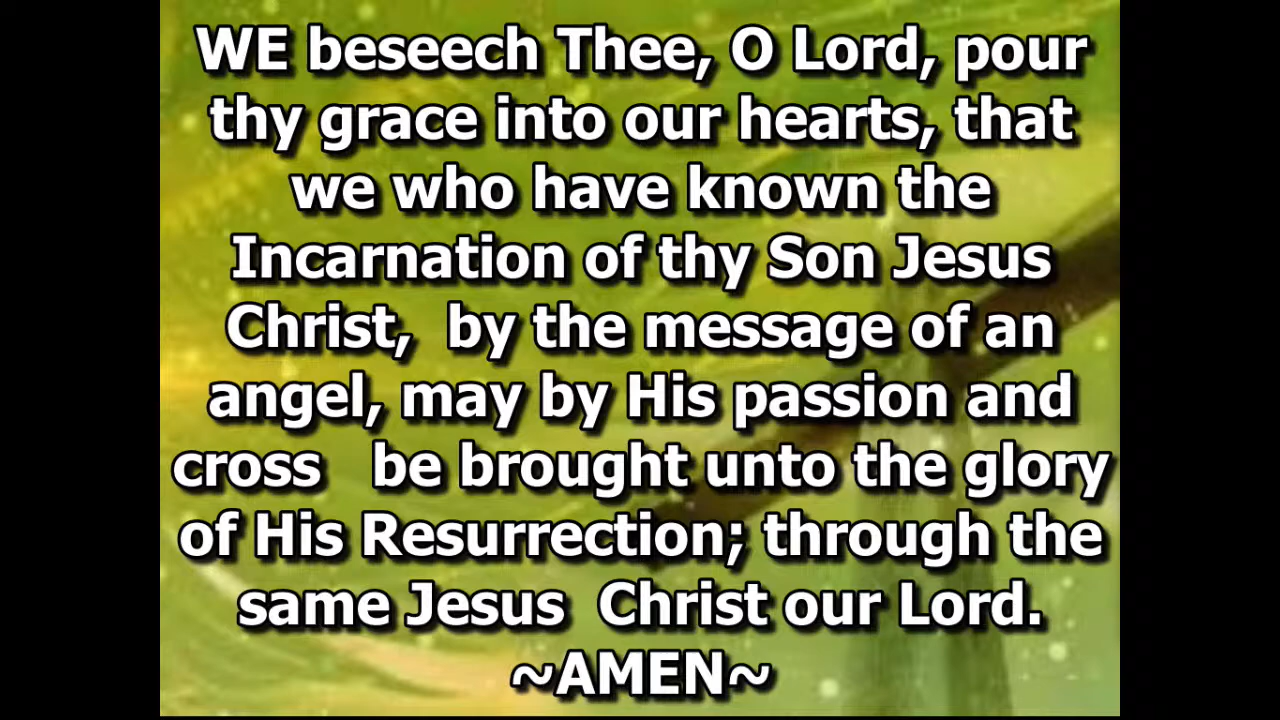 WE beseech Thee, O Lord, pour
thy grace into our hearts, that
we who have known the
Incarnation of thy Son Jesus
Christ,  by the message of an
angel, may by His passion and
cross   be brought unto the glory
of His Resurrection; through the
same Jesus  Christ our Lord.
~AMEN~